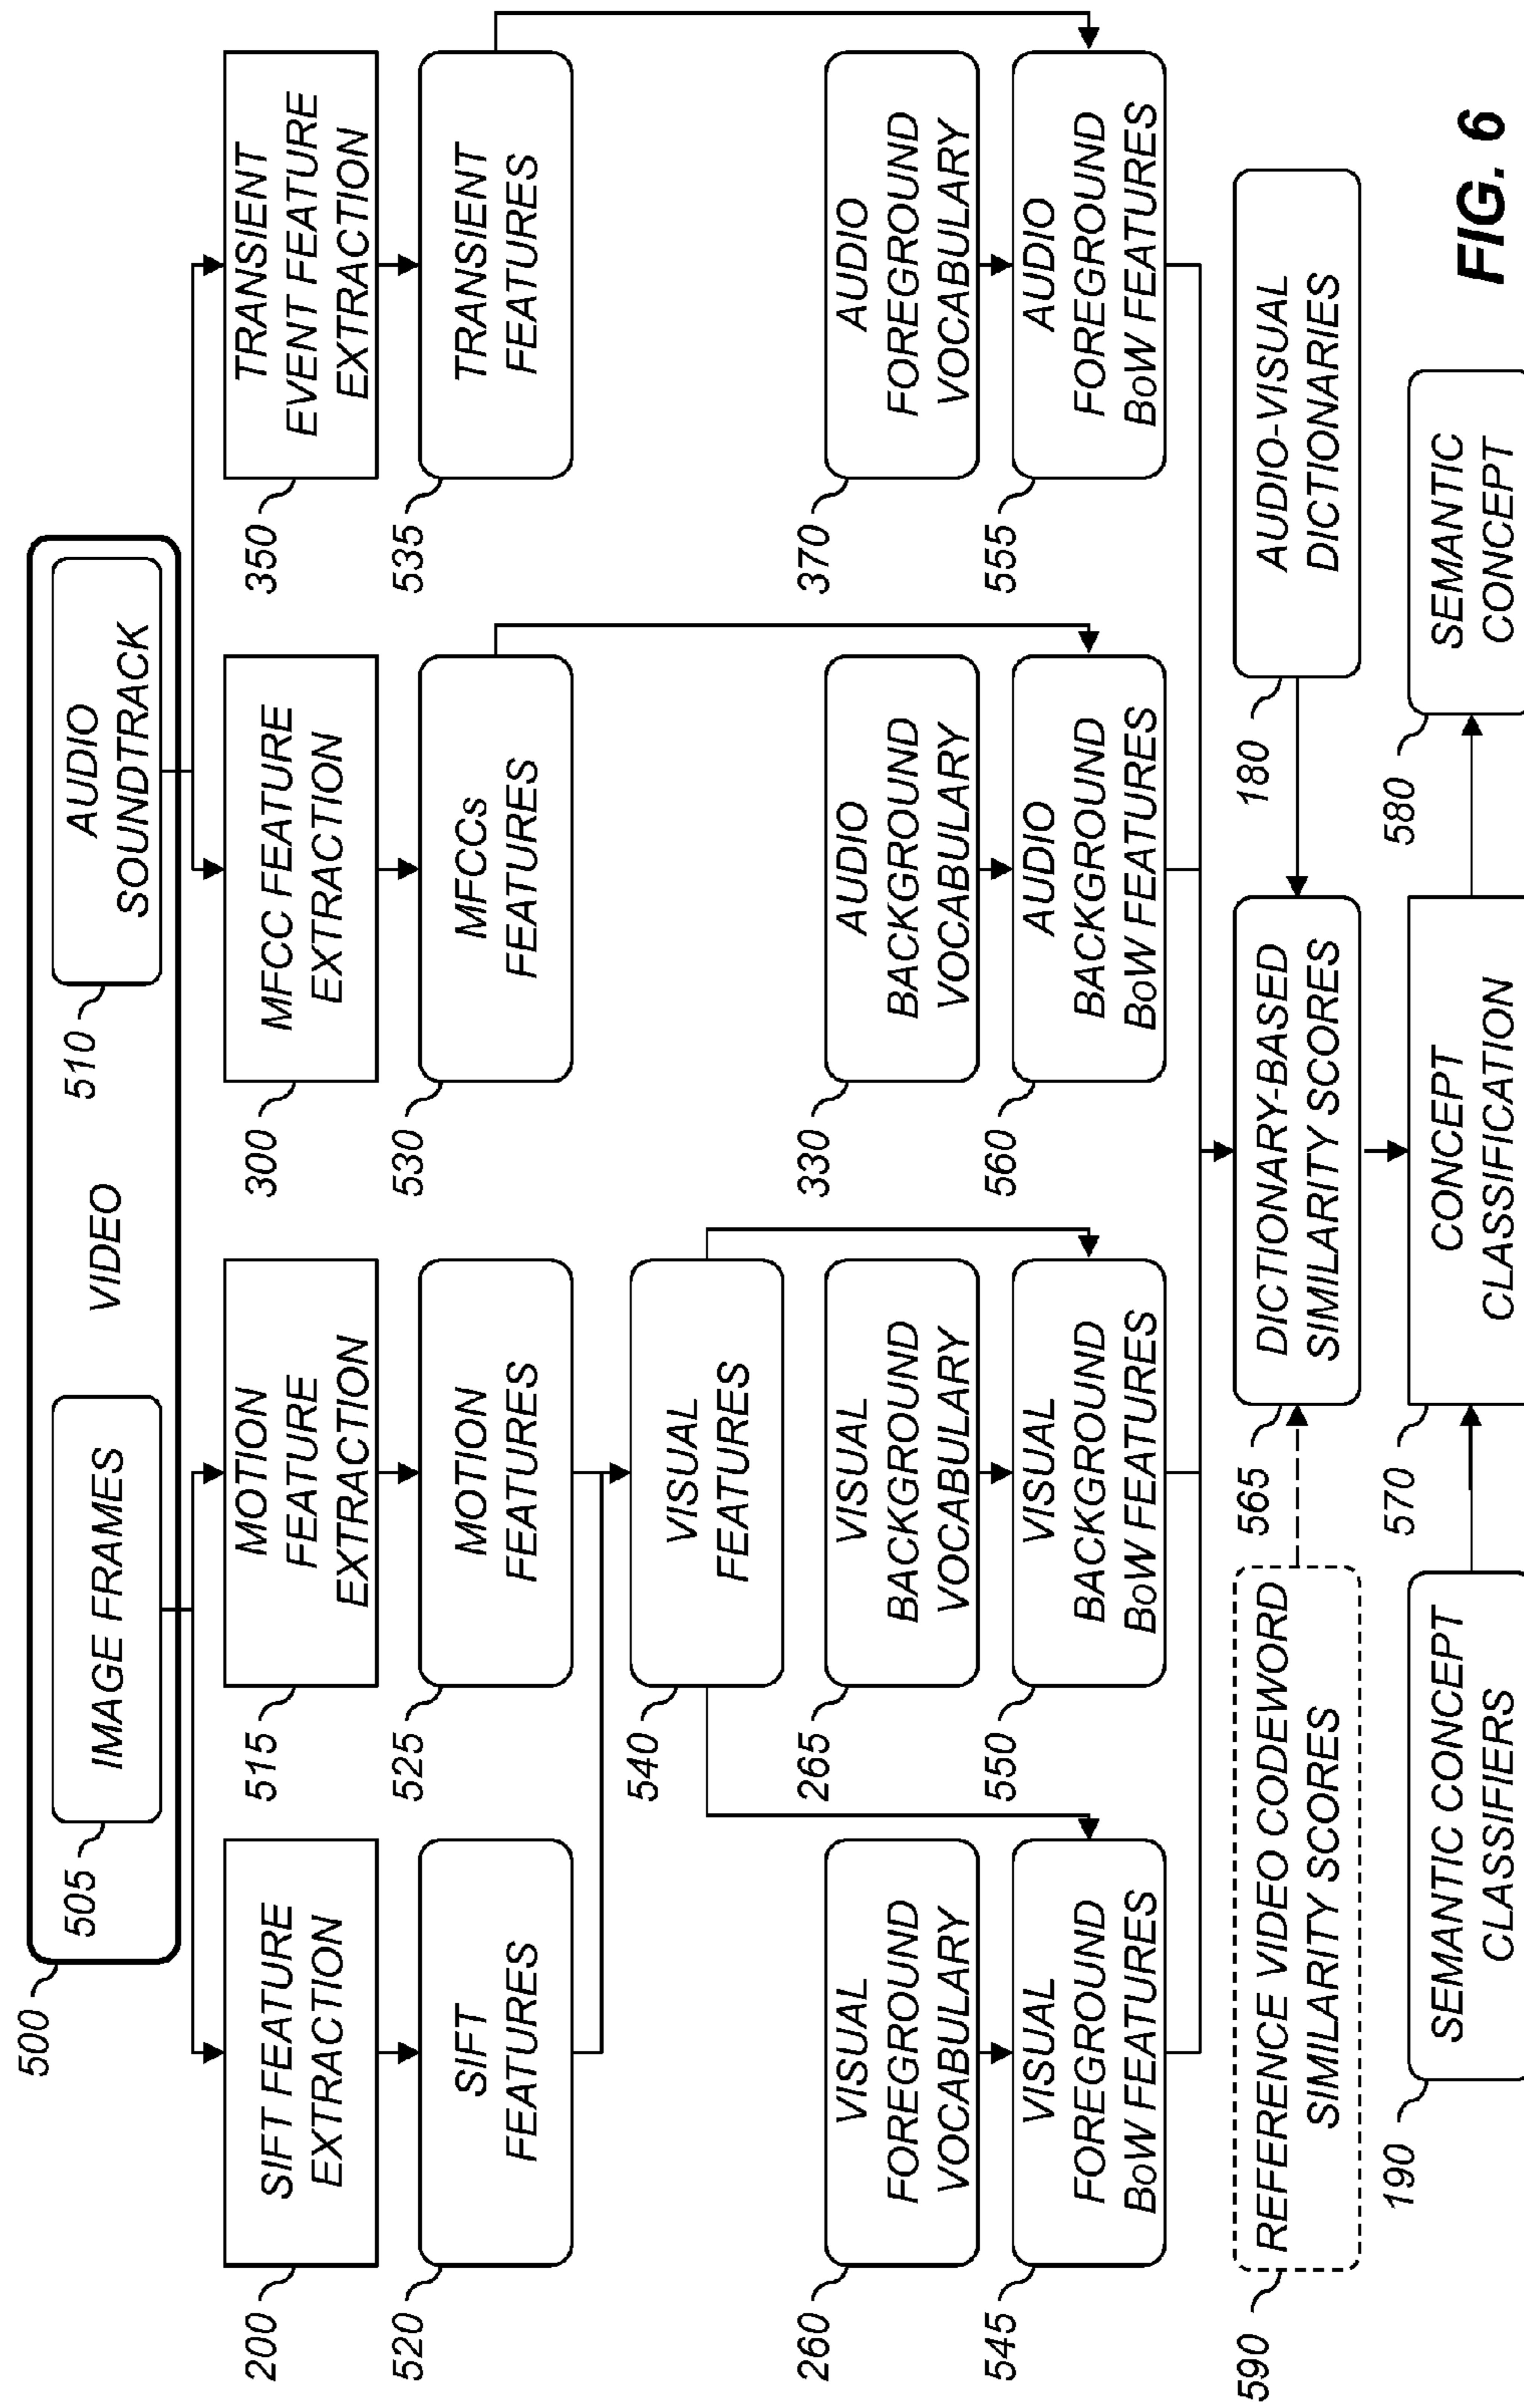 500
505
IMAGE FRAMES
VIDEO
510
AUDIO
SOUNDTRACK
200
SIFT FEATURE
EXTRACTION
515
MOTION
FEATURE
EXTRACTION
300
MFCC FEATURE
EXTRACTION
350
TRANSIENT
EVENT FEATURE
EXTRACTION
520
SIFT
FEATURES
525
MOTION
FEATURES
530
MFCCs
FEATURES
535
TRANSIENT
FEATURES
540
VISUAL
FEATURES
260
VISUAL
FOREGROUND
VOCABULARY
265
VISUAL
BACKGROUND
VOCABULARY
330
AUDIO
BACKGROUND
VOCABULARY
370
AUDIO
FOREGROUND
VOCABULARY
545
VISUAL
FOREGROUND
BoW FEATURES
550
VISUAL
BACKGROUND
BoW FEATURES
560
AUDIO
BACKGROUND
BoW FEATURES
555
AUDIO
FOREGROUND
BoW FEATURES
590
REFERENCE VIDEO CODEWORD
SIMILARITY SCORES
565
DICTIONARY-BASED
SIMILARITY SCORES
180
AUDIO-VISUAL
DICTIONARIES
190
SEMANTIC CONCEPT
CLASSIFIERS
570
CONCEPT
CLASSIFICATION
580
SEMANTIC
CONCEPT
FIG. 6